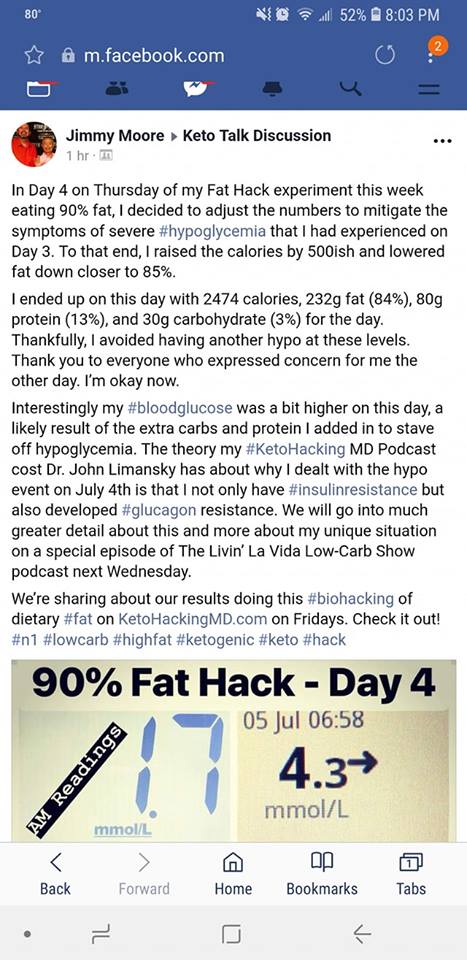 80°
52% 8:03 PM
m.facebook.com
2
Jimmy Moore ▸ Keto Talk Discussion
1 hr ·
In Day 4 on Thursday of my Fat Hack experiment this week
eating 90% fat, I decided to adjust the numbers to mitigate the
symptoms of severe #hypoglycemia that I had experienced on
Day 3. To that end, I raised the calories by 500ish and lowered
fat down closer to 85%.
I ended up on this day with 2474 calories, 232g fat (84%), 80g
protein (13%), and 30g carbohydrate (3%) for the day.
Thankfully, I avoided having another hypo at these levels.
Thank you to everyone who expressed concern for me the
other day. I'm okay now.
Interestingly my #bloodglucose was a bit higher on this day, a
likely result of the extra carbs and protein I added in to stave
off hypoglycemia. The theory my #KetoHacking MD Podcast
cost Dr. John Limansky has about why I dealt with the hypo
event on July 4th is that I not only have #insulinresistance but
also developed #glucagon resistance. We will go into much
greater detail about this and more about my unique situation
on a special episode of The Livin' La Vida Low-Carb Show
podcast next Wednesday.
We're sharing about our results doing this #biohacking of
dietary #fat on KetoHackingMD.com on Fridays. Check it out!
#n1 #lowcarb #highfat #ketogenic #keto #hack
90% Fat Hack - Day 4
AM Readings
1.7
mmol/L
05 Jul 06:58
4.3→
mmol/L
Back
Forward
Home
Bookmarks
1
Tabs